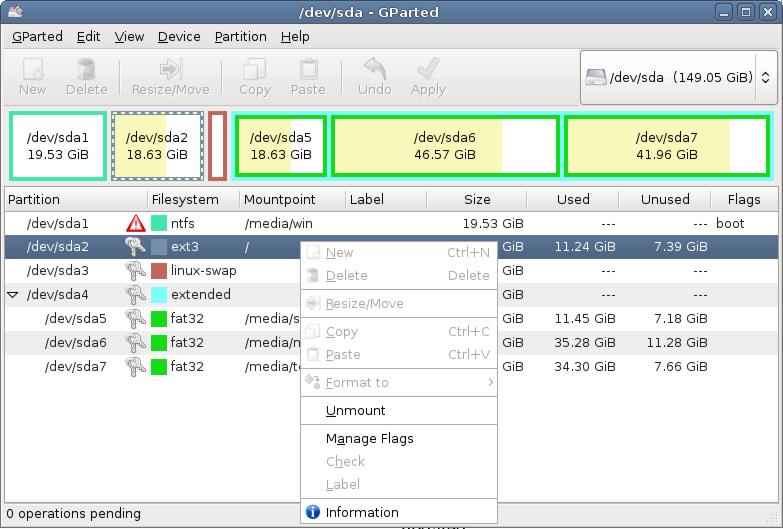 /dev/sda - GParted
GParted Edit View Device Partition Help
New Delete Resize/Move Copy Paste Undo Apply /dev/sda (149.05 GiB)
/dev/sda1 /dev/sda2 /dev/sda5 /dev/sda6 /dev/sda7
19.53 GiB 18.63 GiB 18.63 GiB 46.57 GiB 41.96 GiB
Partition Filesystem Mountpoint Label Size Used Unused Flags
/dev/sda1 ntfs /media/win 19.53 GiB --- --- boot
/dev/sda2 ext3 / GiB 11.24 GiB 7.39 GiB
/dev/sda3 linux-swap GiB --- ---
/dev/sda4 extended GiB --- ---
/dev/sda5 fat32 /media/s GiB 11.45 GiB 7.18 GiB
/dev/sda6 fat32 GiB 35.28 GiB 11.28 GiB
/dev/sda7 fat32 GiB 34.30 GiB 7.66 GiB
New Ctrl+N
Delete Delete
Resize/Move
Copy Ctrl+C
Paste Ctrl+V
Format to
Unmount
Manage Flags
Check
Label
Information
0 operations pending